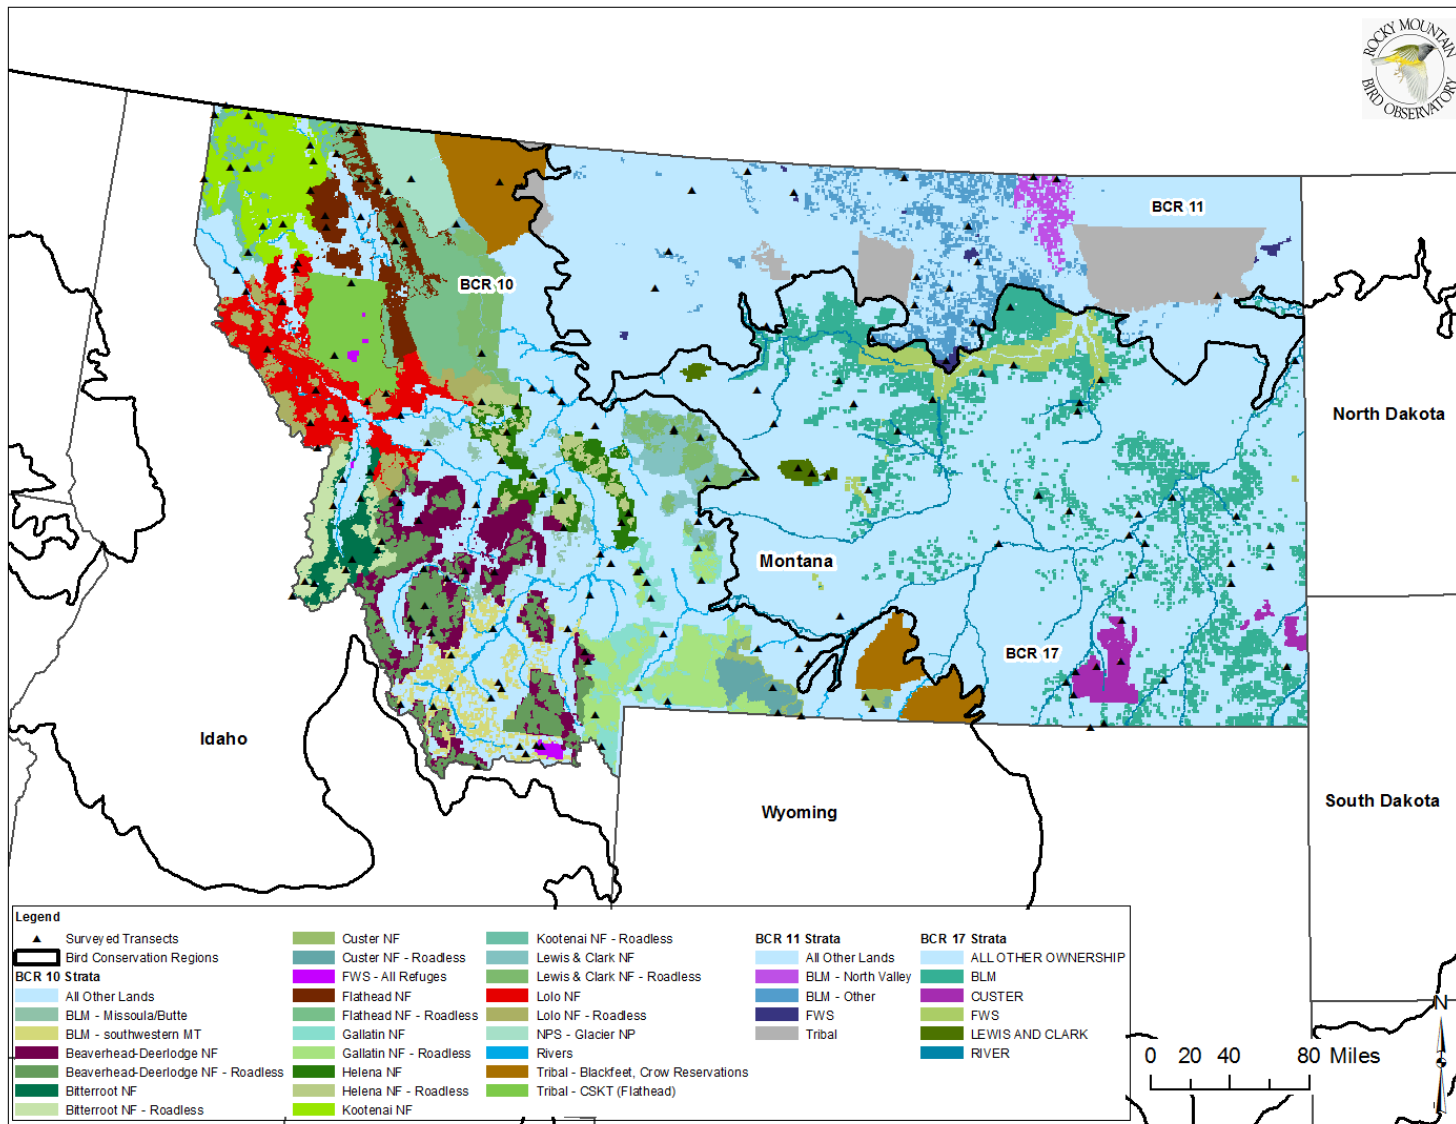 ROCKY MOUNTAIN
BIRD OBSERVATORY
BCR 11
BCR 10
North Dakota
Montana
BCR 17
Idaho
Wyoming
South Dakota
Legend
Surveyed Transects
Bird Conservation Regions
BCR 10 Strata
All Other Lands
BLM - Missoula/Butte
BLM - southwestern MT
Beaverhead-Deerlodge NF
Beaverhead-Deerlodge NF - Roadless
Bitterroot NF
Bitterroot NF - Roadless
Custer NF
Custer NF - Roadless
FWS - All Refuges
Flathead NF
Flathead NF - Roadless
Gallatin NF
Gallatin NF - Roadless
Helena NF
Helena NF - Roadless
Kootenai NF
Kootenai NF - Roadless
Lewis & Clark NF
Lewis & Clark NF - Roadless
Lolo NF
Lolo NF - Roadless
NPS - Glacier NP
Rivers
Tribal - Blackfeet, Crow Reservations
Tribal - CSKT (Flathead)
BCR 11 Strata
All Other Lands
BLM - North Valley
BLM - Other
FWS
Tribal
BCR 17 Strata
ALL OTHER OWNERSHIP
BLM
CUSTER
FWS
LEWIS AND CLARK
RIVER
0 20 40 80 Miles
N